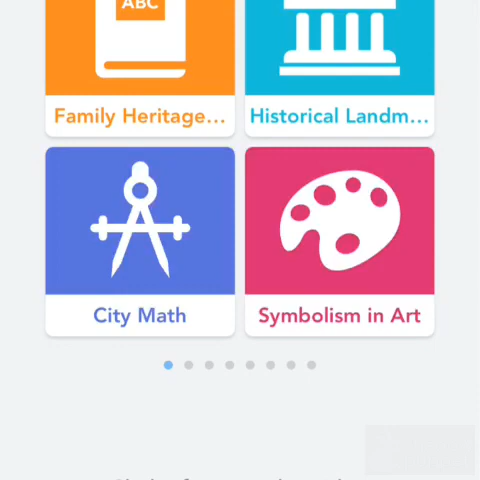 ABC
Family Heritage...
Historical Landm...
City Math
Symbolism in Art